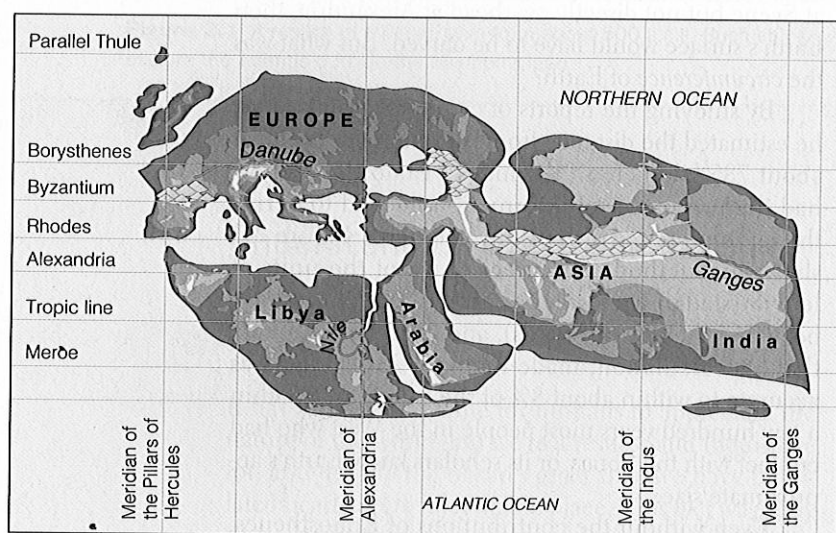 Parallel Thule
NORTHERN OCEAN
EUROPE
Borysthenes
Danube
Byzantium
Rhodes
Alexandria
ASIA
Ganges
Tropic line
Libya
Nile
Arabia
India
Meroe
Meridian of
the Pillars of
Hercules
Meridian of
Alexandria
ATLANTIC OCEAN
Meridian of
the Indus
Meridian of
the Ganges